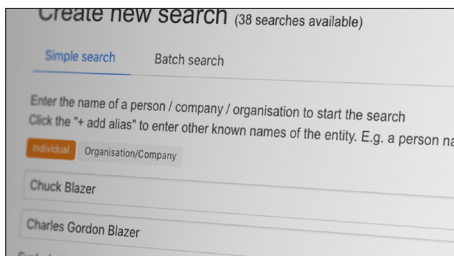 Create new search (38 searches available)
Simple search Batch search
Enter the name of a person / company / organisation to start the search
Click the "+ add alias" to enter other known names of the entity. E.g. a person
Individual Organisation/Company
Chuck Blazer
Charles Gordon Blazer